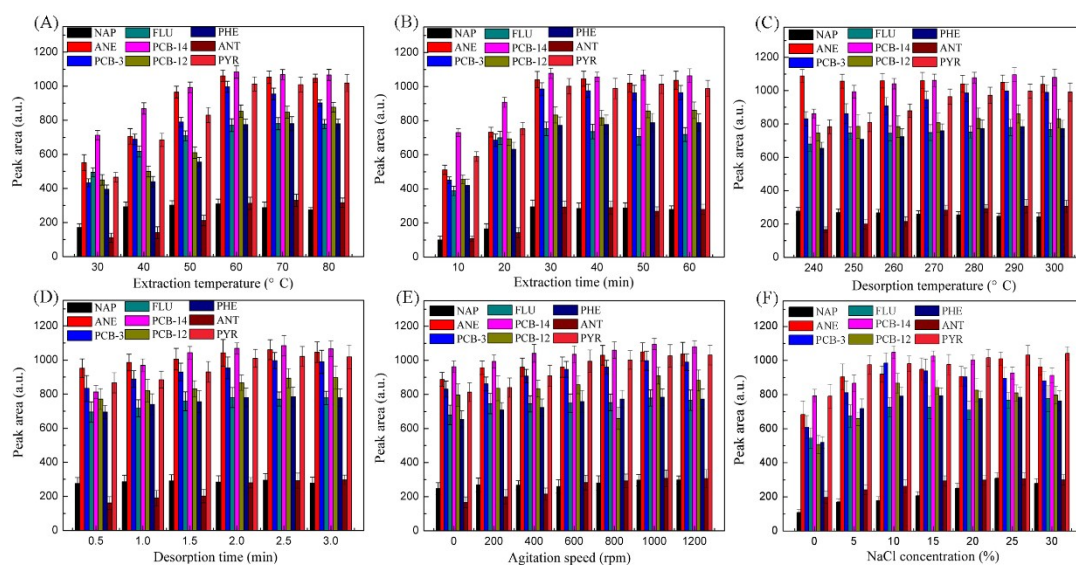 (A)
NAP FLU PHE
ANE PCB-14 ANT
PCB-3 PCB-12 PYR
Peak area (a.u.)
1200
1000
800
600
400
200
0
30 40 50 60 70 80
Extraction temperature (° C)
(B)
NAP FLU PHE
ANE PCB-14 ANT
PCB-3 PCB-12 PYR
Peak area (a.u.)
1200
1000
800
600
400
200
0
10 20 30 40 50 60
Extraction time (min)
(C)
NAP FLU PHE
ANE PCB-14 ANT
PCB-3 PCB-12 PYR
Peak area (a.u.)
1200
1000
800
600
400
200
0
240 250 260 270 280 290 300
Desorption temperature (° C)
(D)
NAP FLU PHE
ANE PCB-14 ANT
PCB-3 PCB-12 PYR
Peak area (a.u.)
1200
1000
800
600
400
200
0
0.5 1.0 1.5 2.0 2.5 3.0
Desorption time (min)
(E)
NAP FLU PHE
ANE PCB-14 ANT
PCB-3 PCB-12 PYR
Peak area (a.u.)
1200
1000
800
600
400
200
0
0 200 400 600 800 1000 1200
Agitation speed (rpm)
(F)
NAP FLU PHE
ANE PCB-14 ANT
PCB-3 PCB-12 PYR
Peak area (a.u.)
1200
1000
800
600
400
200
0
0 5 10 15 20 25 30
NaCl concentration (%)